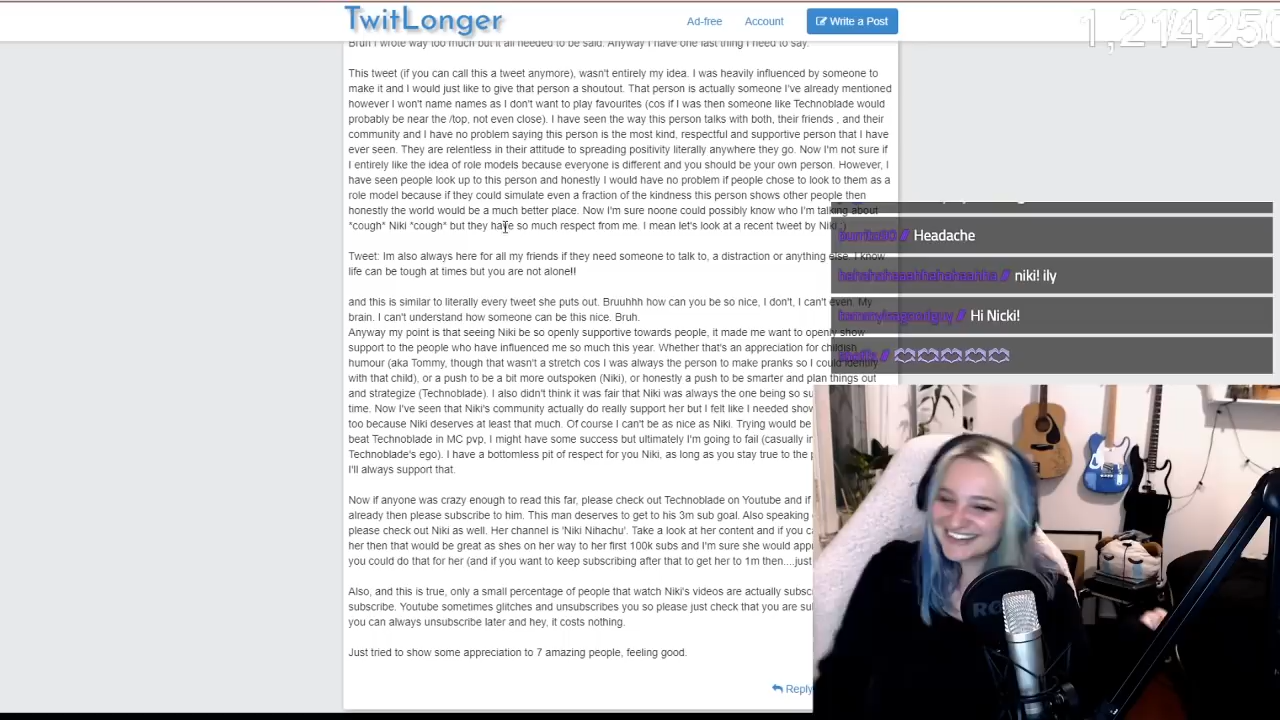 TwitLonger
Ad-free
Account
Write a Post
Bruh I wrote way too much but it all needed to be said. Anyway I have one last thing I need to say.
This tweet (if you can call this a tweet anymore), wasn't entirely my idea. I was heavily influenced by someone to
make it and I would just like to give that person a shoutout. That person is actually someone I've already mentioned
however I won't name names as I don't want to play favourites (cos if I was then someone like Technoblade would
probably be near the /top, not even close). I have seen the way this person talks with both, their friends , and their
community and I have no problem saying this person is the most kind, respectful and supportive person that I have
ever seen. They are relentless in their attitude to spreading positivity literally anywhere they go. Now I'm not sure if
I entirely like the idea of role models because everyone is different and you should be your own person. However, I
have seen people look up to this person and honestly I would have no problem if people chose to look to them as a
role model because if they could simulate even a fraction of the kindness this person shows other people then
honestly the world would be a much better place. Now I'm sure noone could possibly know who I'm talking about
*cough* Niki *cough* but they have so much respect from me. I mean let's look at a recent tweet by Niki :)
Tweet: Im also always here for all my friends if they need someone to talk to, a distraction or anything else. I know
life can be tough at times but you are not alone!!
and this is similar to literally every tweet she puts out. Bruuhhh how can you be so nice, I don't, I can't even. My
brain. I can't understand how someone can be this nice. Bruh.
Anyway my point is that seeing Niki be so openly supportive towards people, it made me want to openly show
support to the people who have influenced me so much this year. Whether that's an appreciation for childish
humour (aka Tommy, though that wasn't a stretch cos I was always the person to make pranks so I could identify
with that child), or a push to be a bit more outspoken (Niki), or honestly a push to be smarter and plan things out
and strategize (Technoblade). I also didn't think it was fair that Niki was always the one being so su
time. Now I've seen that Niki's community actually do really support her but I felt like I needed show
too because Niki deserves at least that much. Of course I can't be as nice as Niki. Trying would be
beat Technoblade in MC pvp, I might have some success but ultimately I'm going to fail (casually in
Technoblade's ego). I have a bottomless pit of respect for you Niki, as long as you stay true to the p
I'll always support that.
Now if anyone was crazy enough to read this far, please check out Technoblade on Youtube and if
already then please subscribe to him. This man deserves to get to his 3m sub goal. Also speaking
please check out Niki as well. Her channel is 'Niki Nihachu'. Take a look at her content and if you ca
her then that would be great as shes on her way to her first 100k subs and I'm sure she would appr
you could do that for her (and if you want to keep subscribing after that to get her to 1m then....just
Also, and this is true, only a small percentage of people that watch Niki's videos are actually subsc
subscribe. Youtube sometimes glitches and unsubscribes you so please just check that you are su
you can always unsubscribe later and hey, it costs nothing.
Just tried to show some appreciation to 7 amazing people, feeling good.
Reply
1,214250
Headache
niki! ily
Hi Nicki!